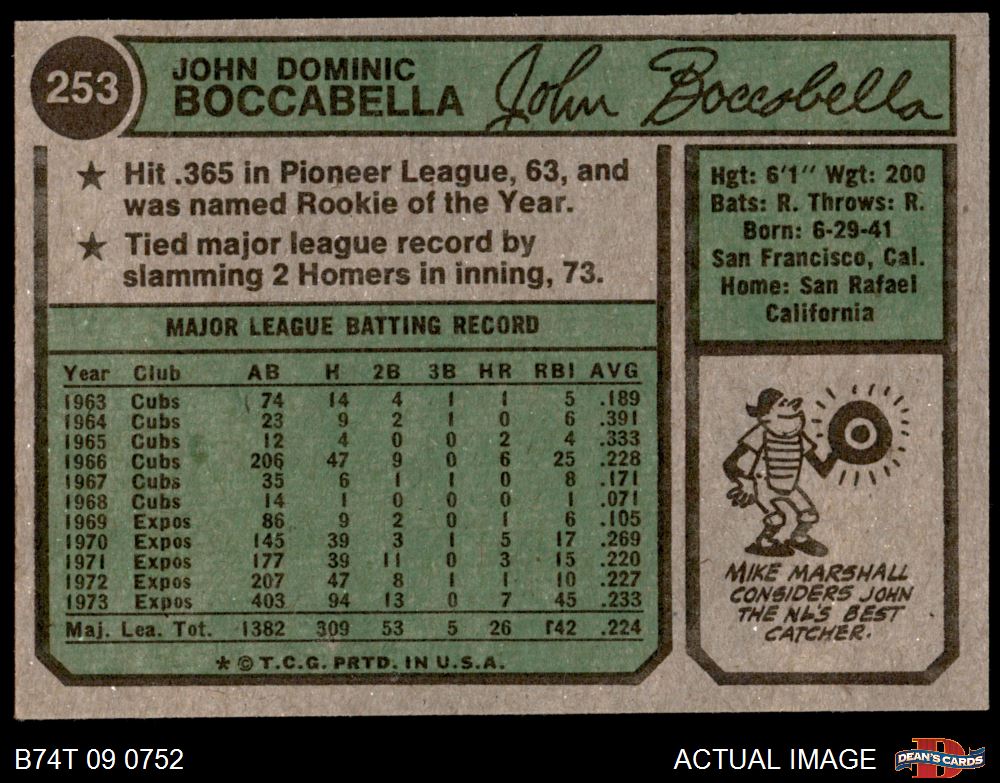 253
JOHN DOMINIC
BOCCABELLA
John Boccabella
★ Hit .365 in Pioneer League, 63, and
was named Rookie of the Year.
★ Tied major league record by
slamming 2 Homers in inning, 73.
Hgt: 6'1" Wgt: 200
Bats: R. Throws: R.
Born: 6-29-41
San Francisco, Cal.
Home: San Rafael
California
MAJOR LEAGUE BATTING RECORD
Year Club AB H 2B 3B HR RBI AVG
1963 Cubs 74 14 4 1 1 5 .189
1964 Cubs 23 9 2 1 0 6 .391
1965 Cubs 12 4 0 0 2 4 .333
1966 Cubs 206 47 9 0 6 25 .228
1967 Cubs 35 6 1 1 0 8 .171
1968 Cubs 14 1 0 0 0 1 .071
1969 Expos 86 9 2 0 1 6 .105
1970 Expos 145 39 3 1 5 17 .269
1971 Expos 177 39 11 0 3 15 .220
1972 Expos 207 47 8 1 1 10 .227
1973 Expos 403 94 13 0 7 45 .233
Maj. Lea. Tot. 1382 309 53 5 26 142 .224
* © T.C.G. PRTD. IN U.S.A.
MIKE MARSHALL
CONSIDERS JOHN
THE NL'S BEST
CATCHER.
B74T 09 0752
ACTUAL IMAGE
D
DEAN'S CARDS